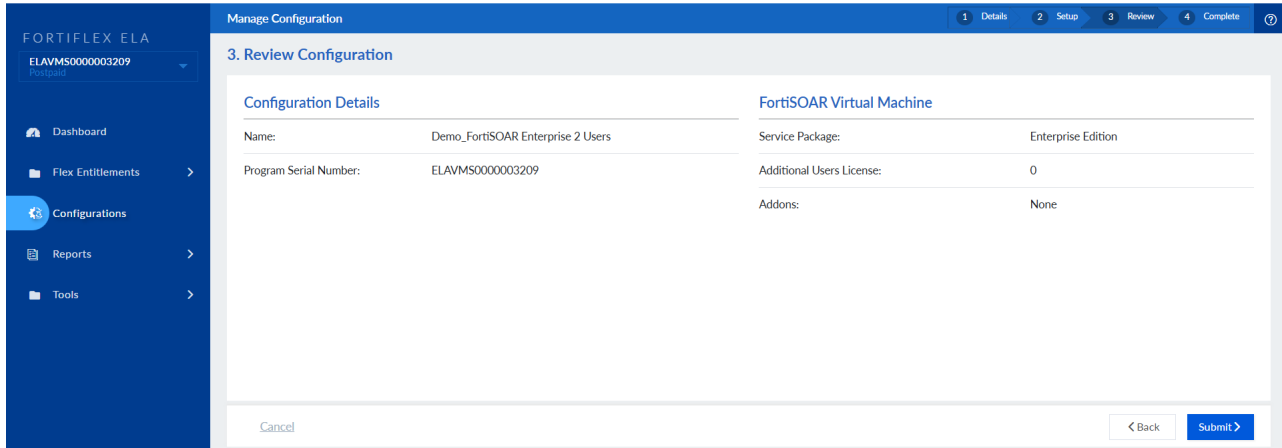 Manage Configuration
1 Details 2 Setup 3 Review 4 Complete ?
FORTIFLEX ELA
ELAVMS0000003209
Postpaid
Dashboard
Flex Entitlements
Configurations
Reports
Tools
3. Review Configuration
Configuration Details
Name: Demo_FortiSOAR Enterprise 2 Users
Program Serial Number: ELAVMS0000003209
FortiSOAR Virtual Machine
Service Package: Enterprise Edition
Additional Users License: 0
Addons: None
Cancel
Back
Submit